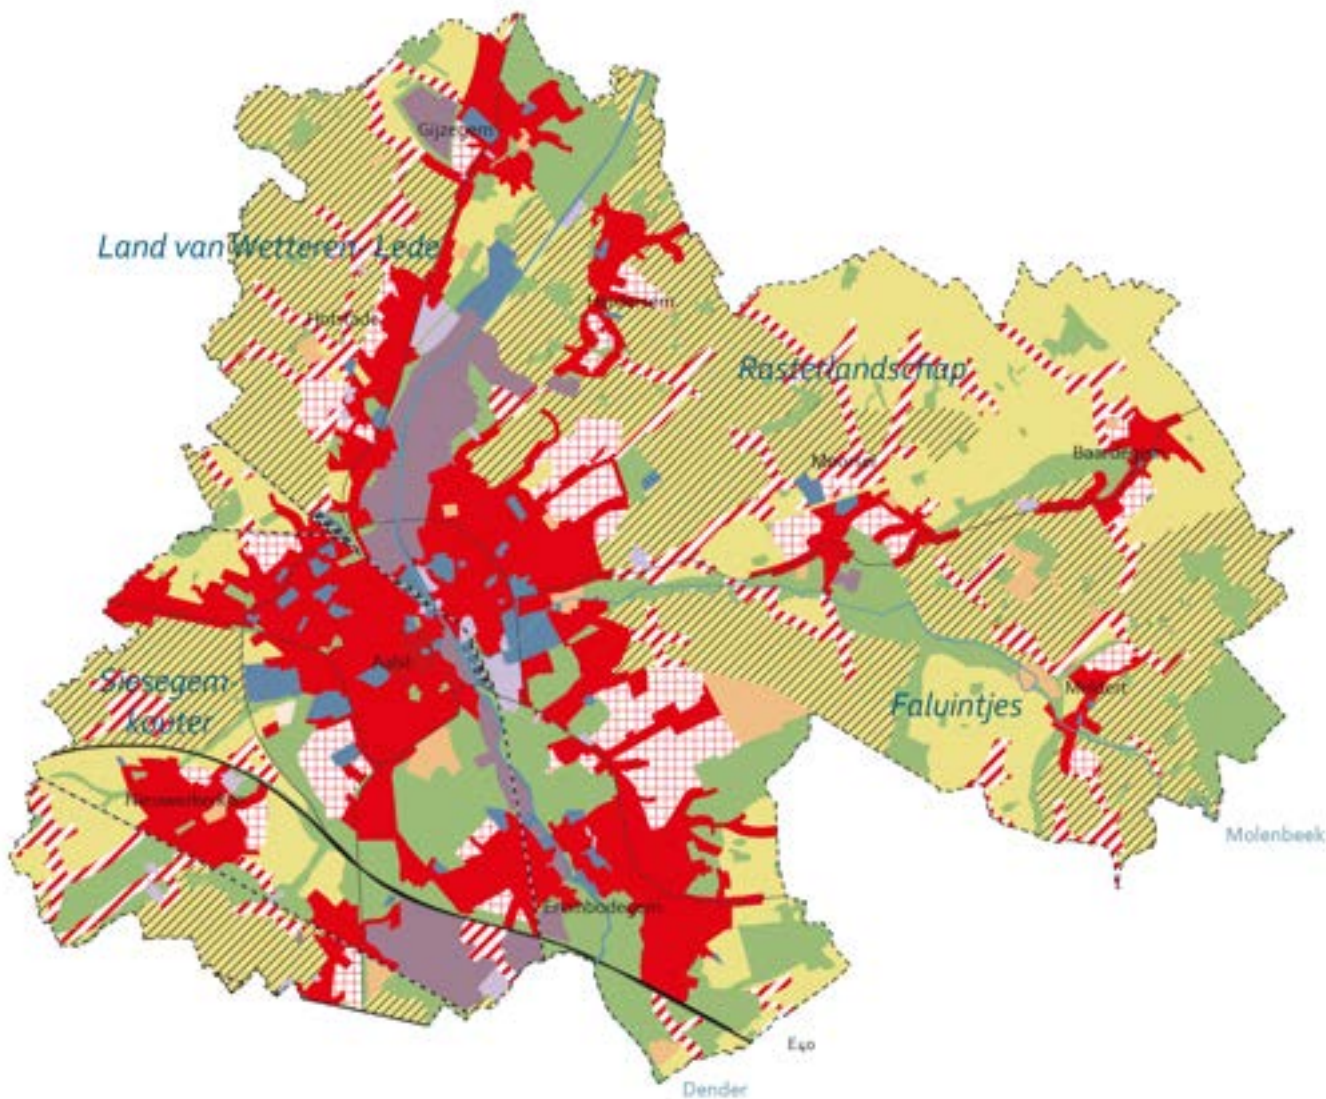 Gijzegem
Land van Wetteren- Lede
Hofstade
Herdersem
Rasterlandschap
Moorsel
Baardegem
Aalst
Siesegem-
kouter
Faluintjes
Meldert
Nieuwerkerken
Molenbeek
Erembodegem
E40
Dender